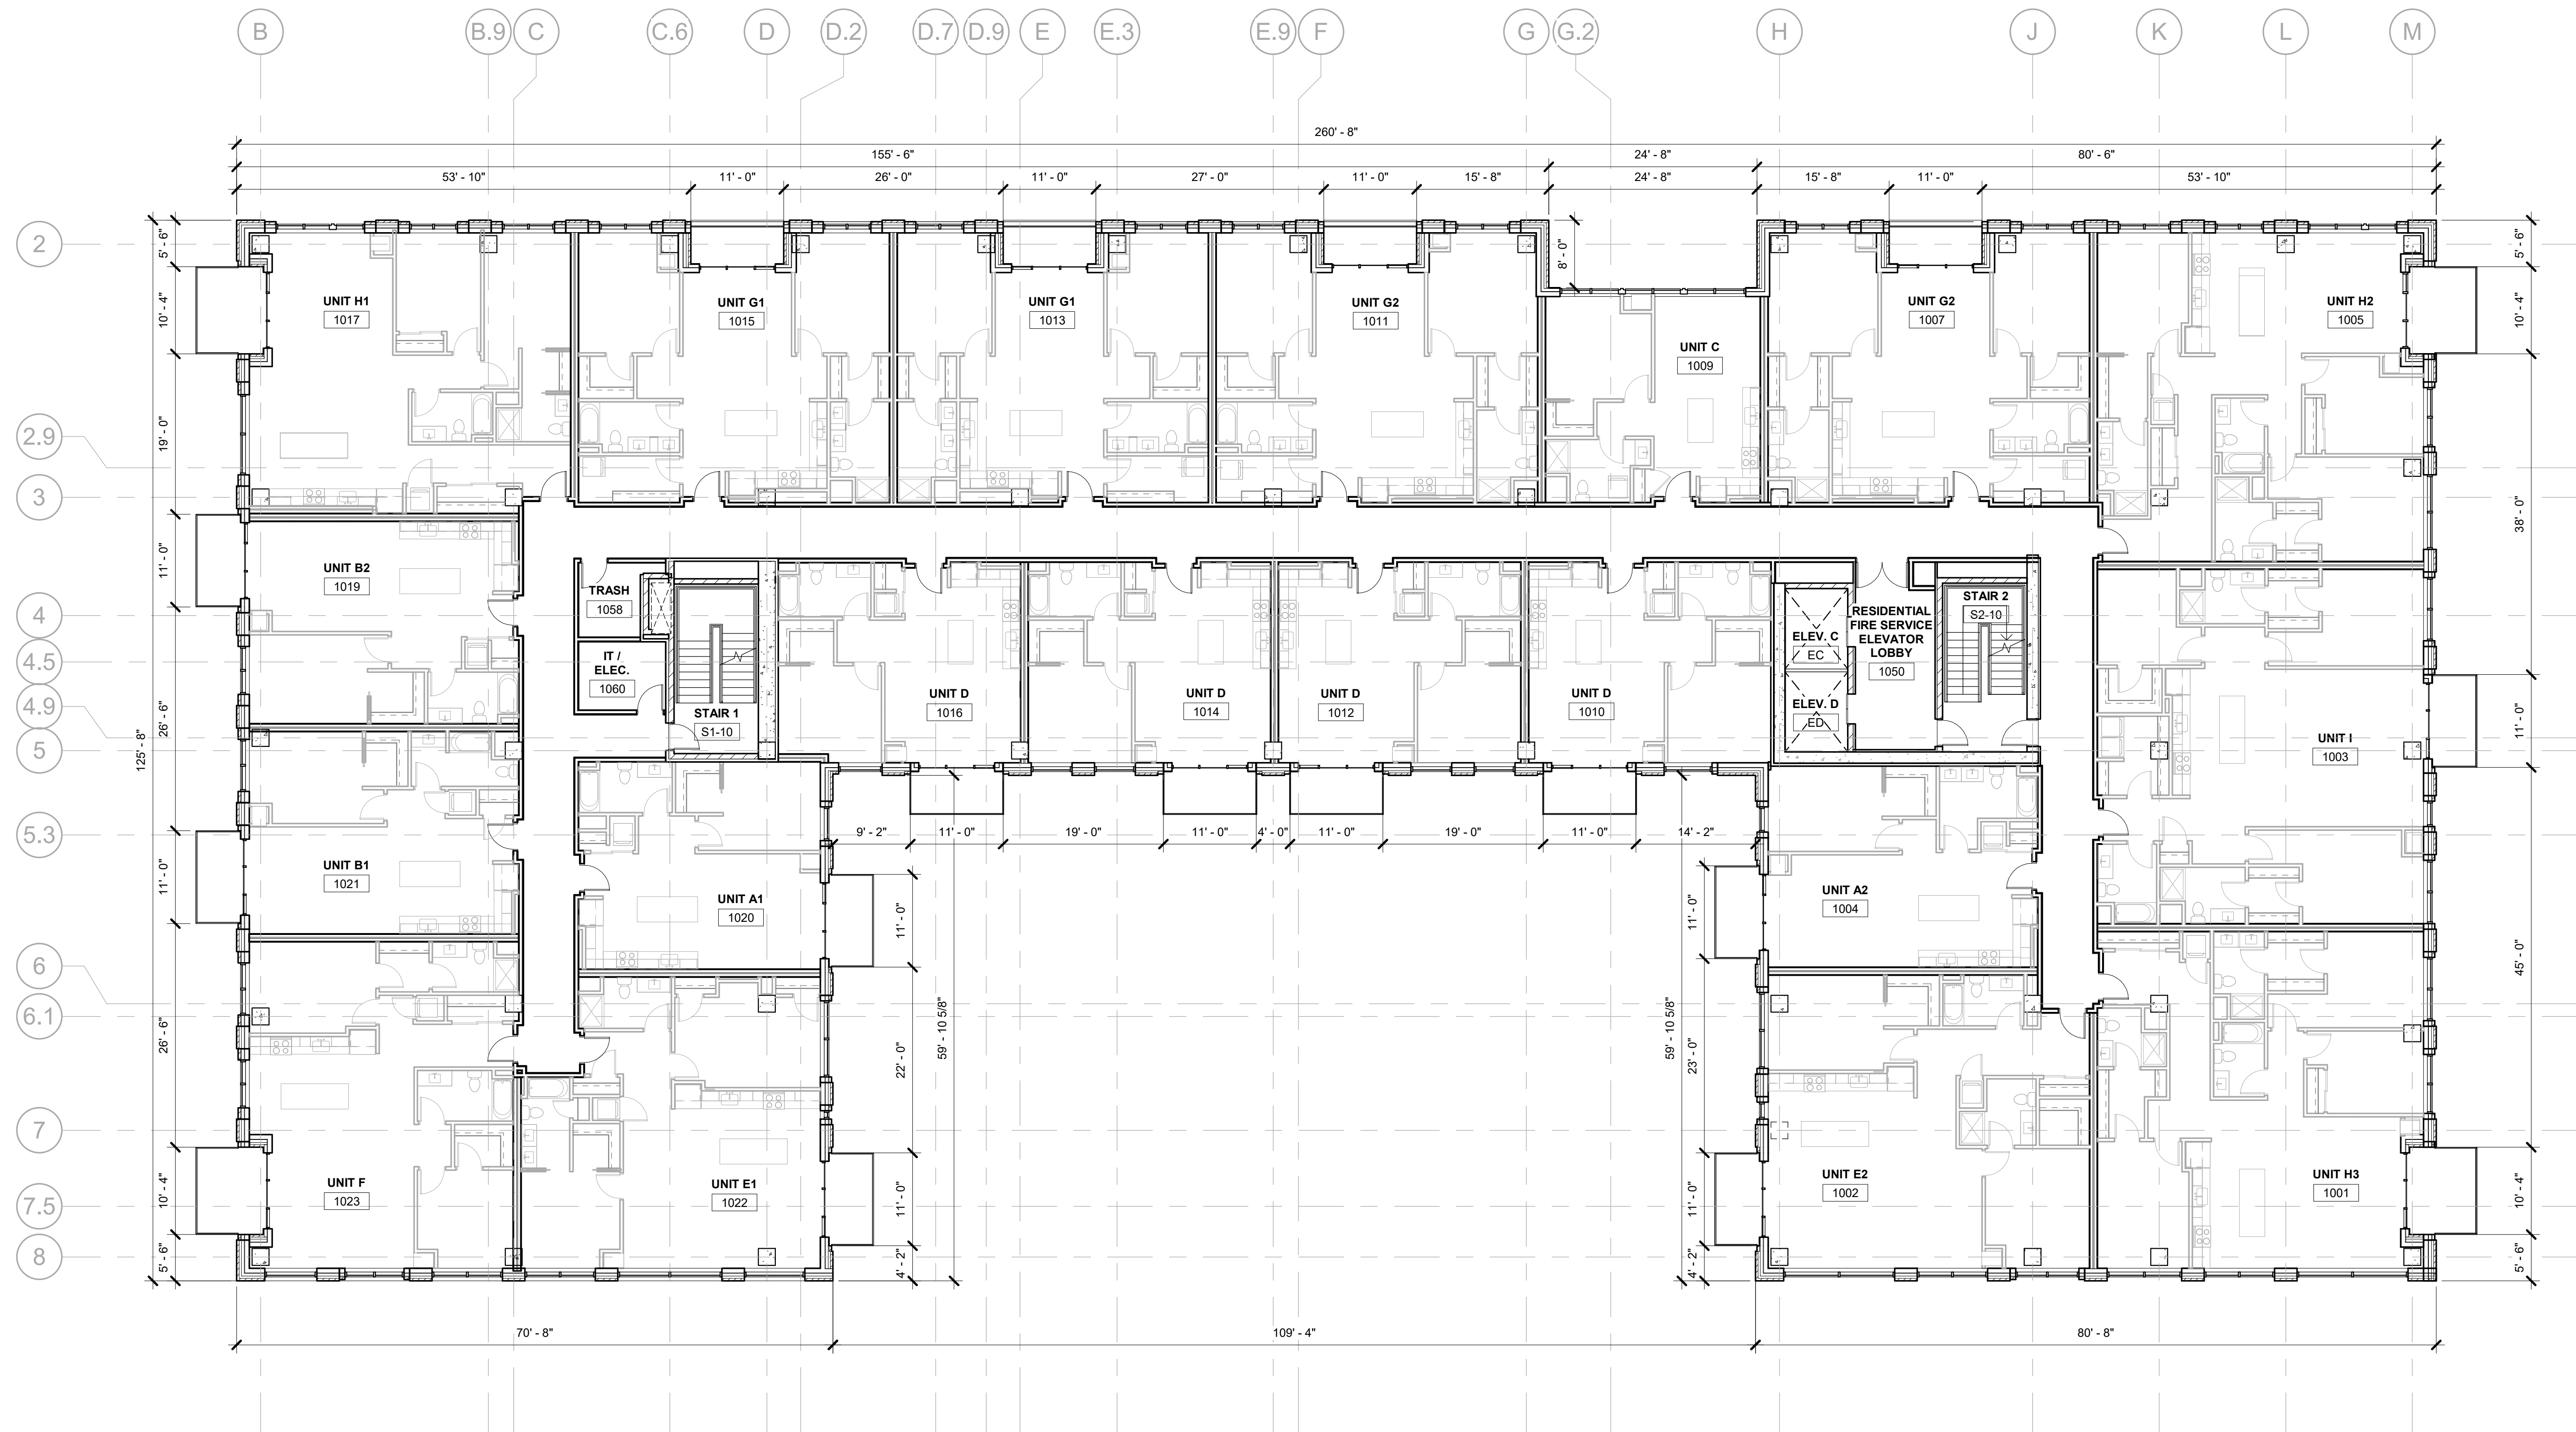 B
B.9
C
C.6
D
D.2
D.7
D.9
E
E.3
E.9
F
G
G.2
H
J
K
L
M
260' - 8"
155' - 6"
24' - 8"
80' - 6"
53' - 10"
11' - 0"
26' - 0"
11' - 0"
27' - 0"
11' - 0"
15' - 8"
24' - 8"
15' - 8"
11' - 0"
53' - 10"
2
2.9
3
4
4.5
4.9
5
5.3
6
6.1
7
7.5
8
125' - 8"
5' - 6"
10' - 4"
19' - 0"
11' - 0"
26' - 6"
11' - 0"
26' - 6"
10' - 4"
5' - 6"
8' - 0"
UNIT H1
1017
UNIT G1
1015
UNIT G1
1013
UNIT G2
1011
UNIT C
1009
UNIT G2
1007
UNIT H2
1005
5' - 6"
10' - 4"
38' - 0"
11' - 0"
45' - 0"
10' - 4"
5' - 6"
UNIT B2
1019
TRASH
1058
IT /
ELEC.
1060
STAIR 1
S1-10
UNIT D
1016
UNIT D
1014
UNIT D
1012
UNIT D
1010
ELEV. C
EC
ELEV. D
ED
RESIDENTIAL
FIRE SERVICE
ELEVATOR
LOBBY
1050
STAIR 2
S2-10
UNIT I
1003
UNIT B1
1021
UNIT A1
1020
UNIT A2
1004
9' - 2"
11' - 0"
19' - 0"
11' - 0"
4' - 0"
11' - 0"
19' - 0"
11' - 0"
14' - 2"
11' - 0"
22' - 0"
11' - 0"
4' - 2"
59' - 10 5/8"
59' - 10 5/8"
11' - 0"
23' - 0"
11' - 0"
4' - 2"
UNIT F
1023
UNIT E1
1022
UNIT E2
1002
UNIT H3
1001
70' - 8"
109' - 4"
80' - 8"